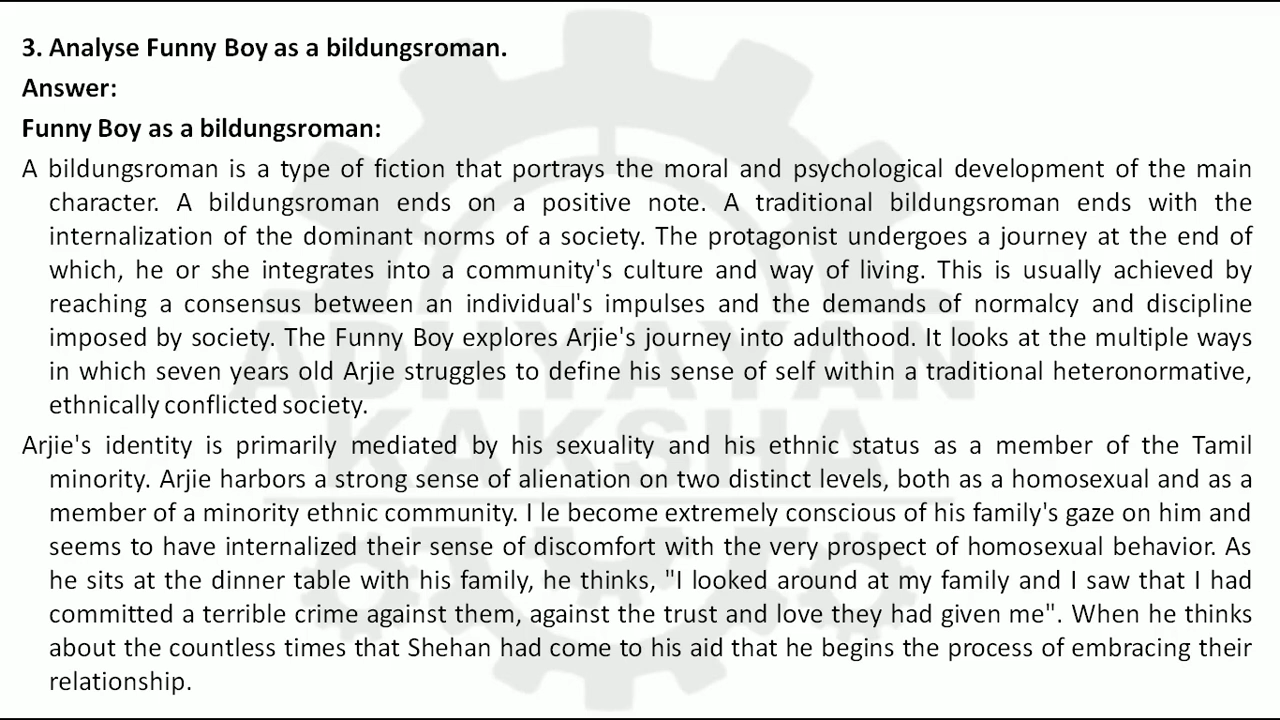 3. Analyse Funny Boy as a bildungsroman.
Answer:
Funny Boy as a bildungsroman:
A bildungsroman is a type of fiction that portrays the moral and psychological development of the main
character. A bildungsroman ends on a positive note. A traditional bildungsroman ends with the
internalization of the dominant norms of a society. The protagonist undergoes a journey at the end of
which, he or she integrates into a community's culture and way of living. This is usually achieved by
reaching a consensus between an individual's impulses and the demands of normalcy and discipline
imposed by society. The Funny Boy explores Arjie's journey into adulthood. It looks at the multiple ways
in which seven years old Arjie struggles to define his sense of self within a traditional heteronormative,
ethnically conflicted society.
Arjie's identity is primarily mediated by his sexuality and his ethnic status as a member of the Tamil
minority. Arjie harbors a strong sense of alienation on two distinct levels, both as a homosexual and as a
member of a minority ethnic community. I le become extremely conscious of his family's gaze on him and
seems to have internalized their sense of discomfort with the very prospect of homosexual behavior. As
he sits at the dinner table with his family, he thinks, "I looked around at my family and I saw that I had
committed a terrible crime against them, against the trust and love they had given me". When he thinks
about the countless times that Shehan had come to his aid that he begins the process of embracing their
relationship.
ADHYAYAN
KAKSHA